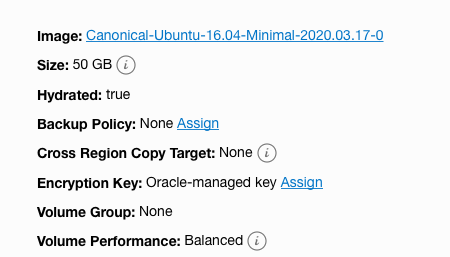 Image: Canonical-Ubuntu-16.04-Minimal-2020.03.17-0
Size: 50 GB i
Hydrated: true
Backup Policy: None Assign
Cross Region Copy Target: None i
Encryption Key: Oracle-managed key Assign
Volume Group: None
Volume Performance: Balanced i